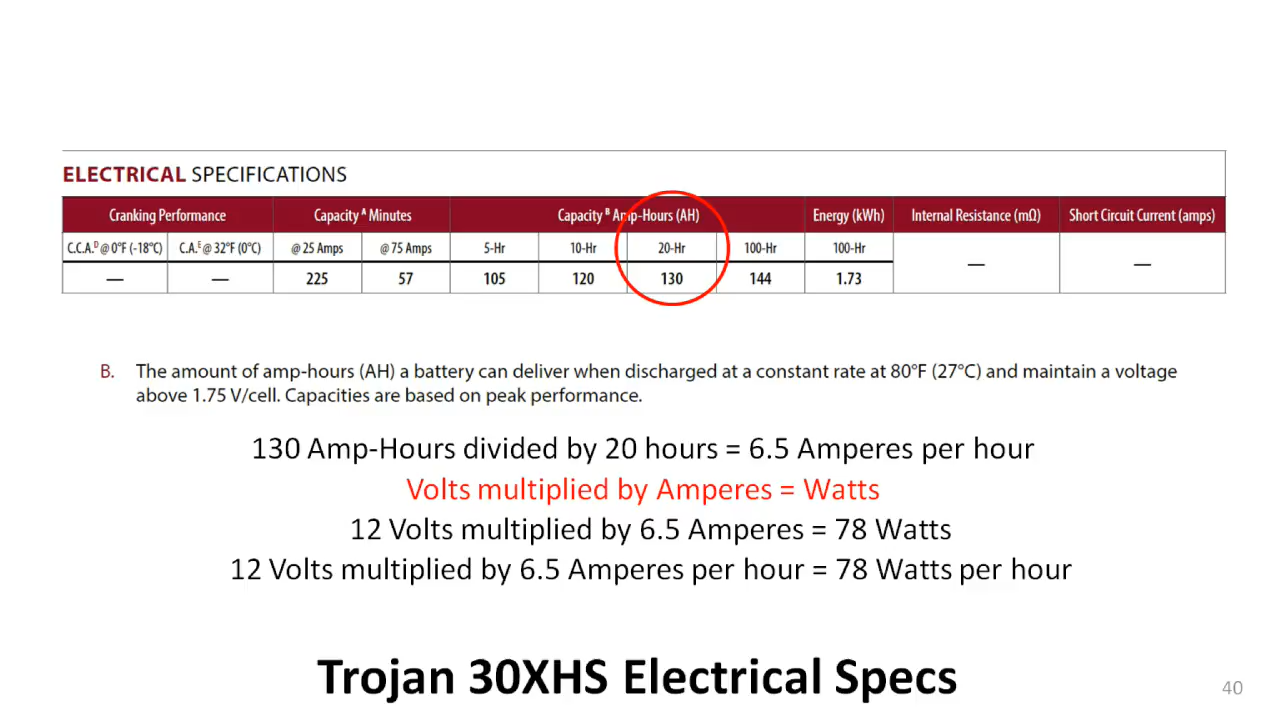 ELECTRICAL SPECIFICATIONS
Cranking Performance Capacity A Minutes Capacity B Amp-Hours (AH) Energy (kWh) Internal Resistance (mΩ) Short Circuit Current (amps)
C.C.A.D @ 0°F (-18°C) C.A.E @ 32°F (0°C) @ 25 Amps @ 75 Amps 5-Hr 10-Hr 20-Hr 100-Hr 100-Hr — —
— — 225 57 105 120 130 144 1.73
B. The amount of amp-hours (AH) a battery can deliver when discharged at a constant rate at 80°F (27°C) and maintain a voltage
above 1.75 V/cell. Capacities are based on peak performance.
130 Amp-Hours divided by 20 hours = 6.5 Amperes per hour
Volts multiplied by Amperes = Watts
12 Volts multiplied by 6.5 Amperes = 78 Watts
12 Volts multiplied by 6.5 Amperes per hour = 78 Watts per hour
Trojan 30XHS Electrical Specs
40